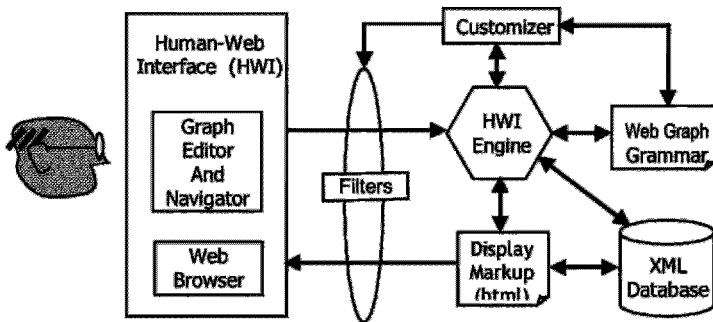 Human-Web
Interface (HWI)
Graph
Editor
And
Navigator
Web
Browser
Filters
Customizer
HWI
Engine
Web Graph
Grammar
Display
Markup
(html)
XML
Database